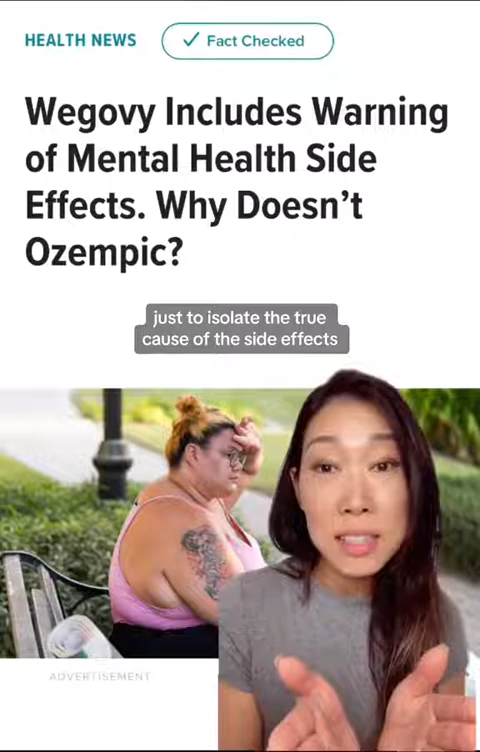 HEALTH NEWS
Fact Checked
Wegovy Includes Warning
of Mental Health Side
Effects. Why Doesn’t
Ozempic?
just to isolate the true
cause of the side effects
ADVERTISEMENT